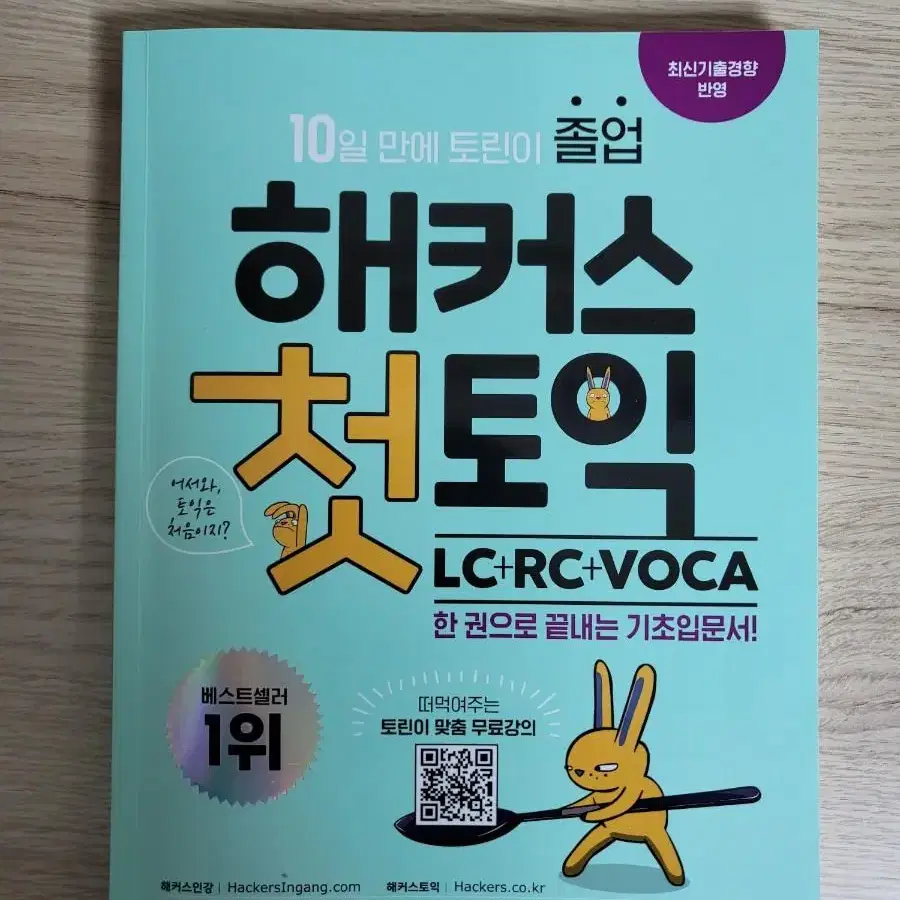 최신기출경향
반영
10일 만에 토린이 졸업
해커스
첫토익
어서와,
토익은
처음이지?
LC+RC+VOCA
한 권으로 끝내는 기초입문서!
베스트셀러
1위
떠먹여주는
토린이 맞춤 무료강의
해커스인강 | HackersIngang.com 해커스토익 | Hackers.co.kr